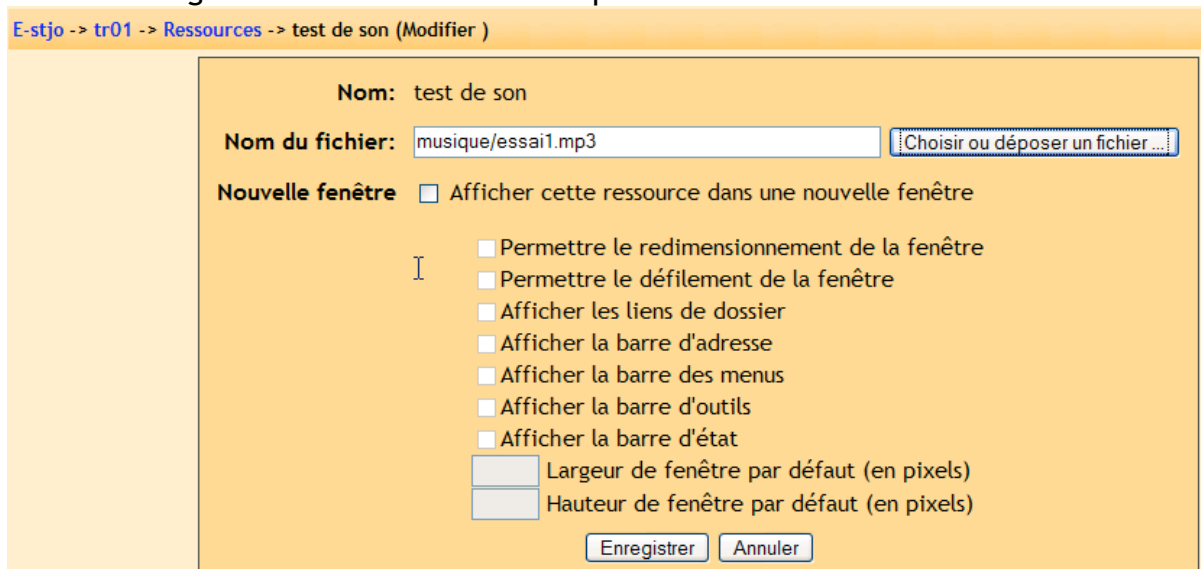 E-stjo -> tr01 -> Ressources -> test de son (Modifier )
Nom: test de son
Nom du fichier: musique/essai1.mp3 Choisir ou déposer un fichier ...
Nouvelle fenêtre Afficher cette ressource dans une nouvelle fenêtre
Permettre le redimensionnement de la fenêtre
Permettre le défilement de la fenêtre
Afficher les liens de dossier
Afficher la barre d'adresse
Afficher la barre des menus
Afficher la barre d'outils
Afficher la barre d'état
Largeur de fenêtre par défaut (en pixels)
Hauteur de fenêtre par défaut (en pixels)
Enregistrer Annuler